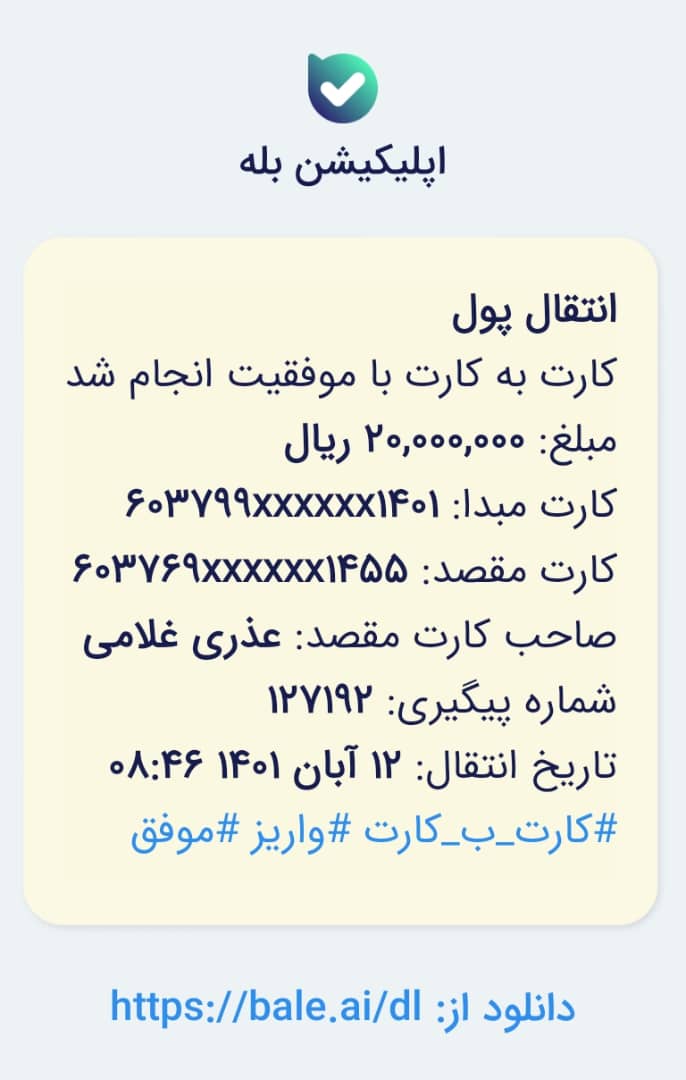 اپلیکیشن بله
انتقال پول
کارت به کارت با موفقیت انجام شد
مبلغ: ۲۰,۰۰۰,۰۰۰ ریال
کارت مبدا: ۶۰۳۷۹۹xxxxxx۱۴۰۱
کارت مقصد: ۶۰۳۷۶۹xxxxxx۱۴۵۵
صاحب کارت مقصد: عذری غلامی
شماره پیگیری: ۱۲۷۱۹۲
تاریخ انتقال: ۱۲ آبان ۱۴۰۱ ۰۸:۴۶
#کارت_ب_کارت #واریز #موفق
دانلود از: https://bale.ai/dl